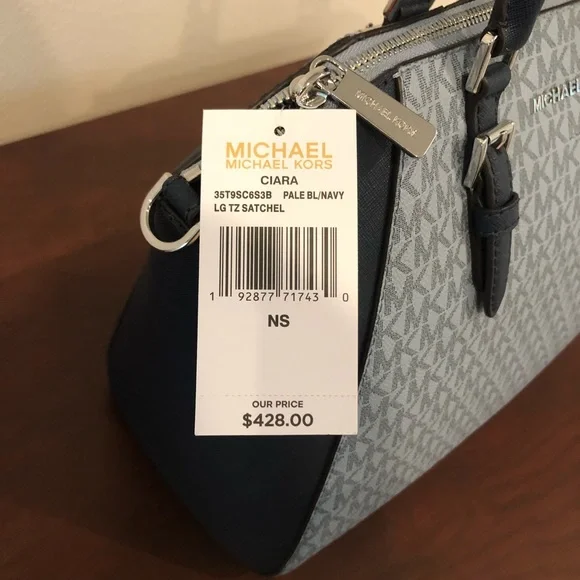 MICHAEL KORS
MICHAEL
MICHAEL
MICHAEL KORS
CIARA
35T9SC6S3B PALE BL/NAVY
LG TZ SATCHEL
1 92877 71743 0
NS
OUR PRICE
$428.00